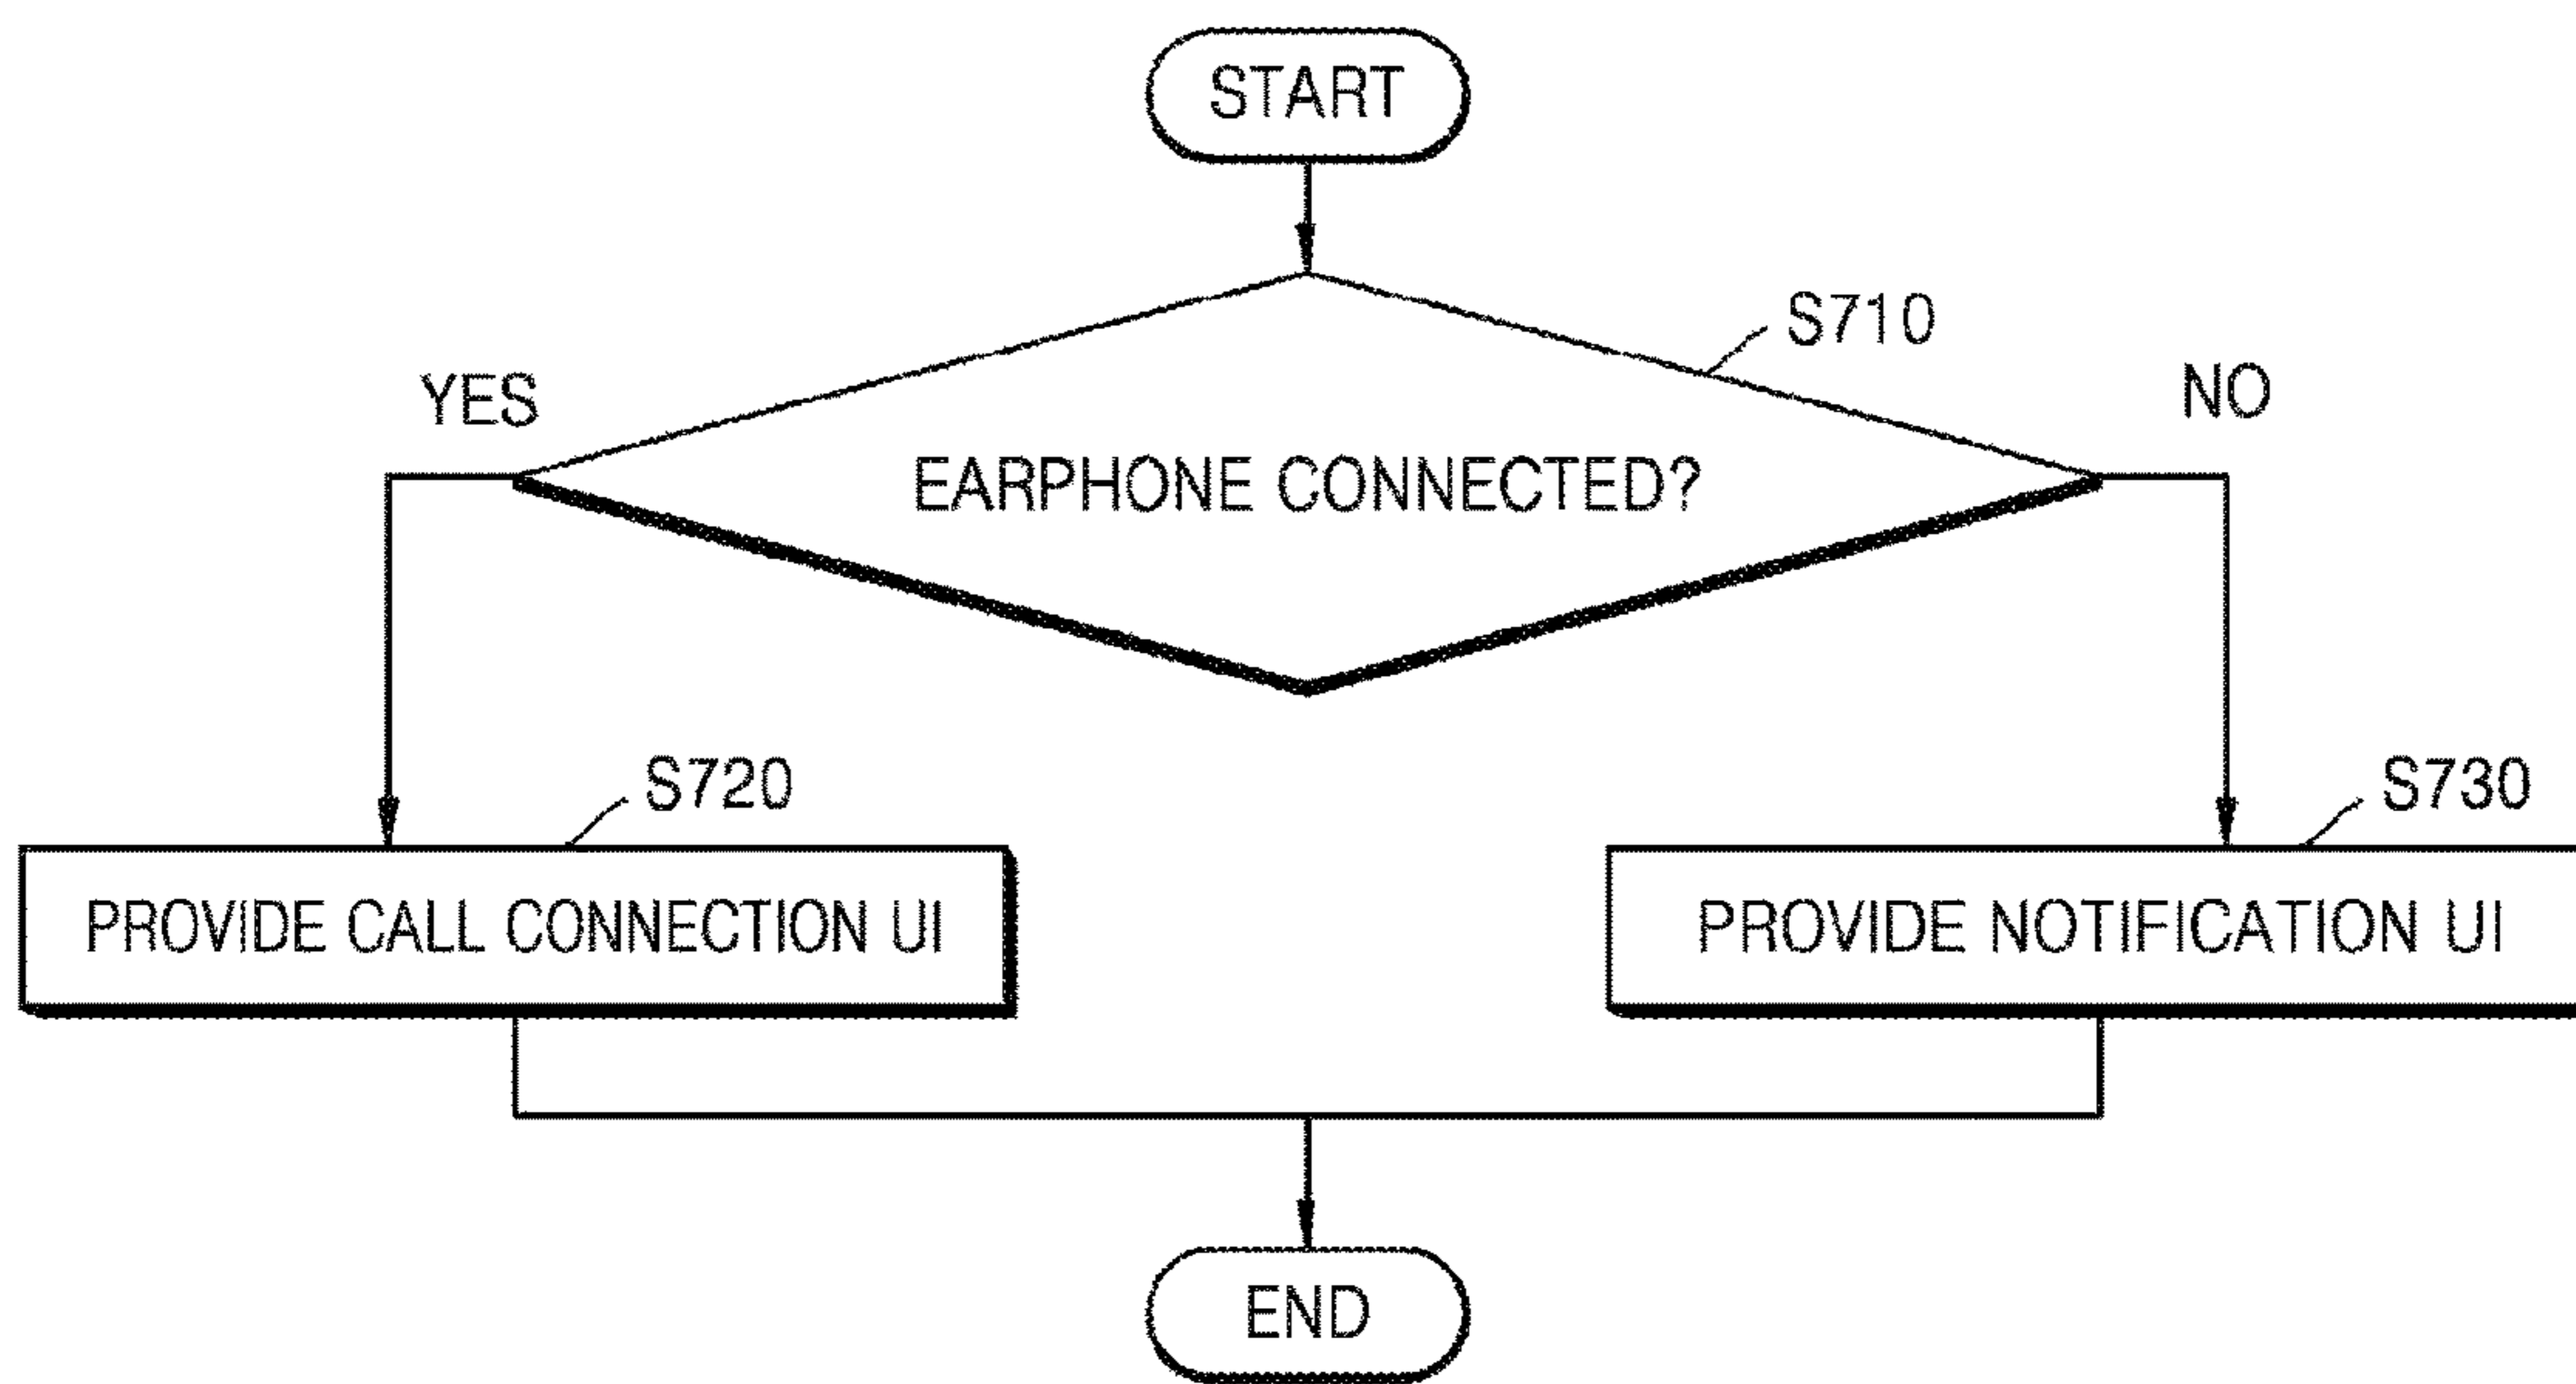 START
S710
YES
NO
EARPHONE CONNECTED?
S720
S730
PROVIDE CALL CONNECTION UI
PROVIDE NOTIFICATION UI
END